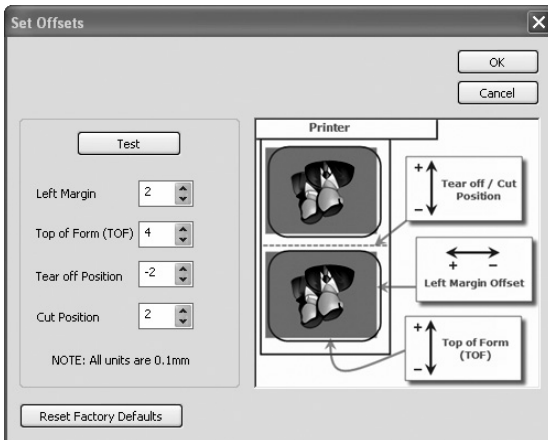 Set Offsets
OK
Cancel
Test
Left Margin 2
Top of Form (TOF) 4
Tear off Position -2
Cut Position 2
NOTE: All units are 0.1mm
Reset Factory Defaults
Printer
+
Tear off / Cut
Position
−
+ −
Left Margin Offset
+
Top of Form
(TOF)
−